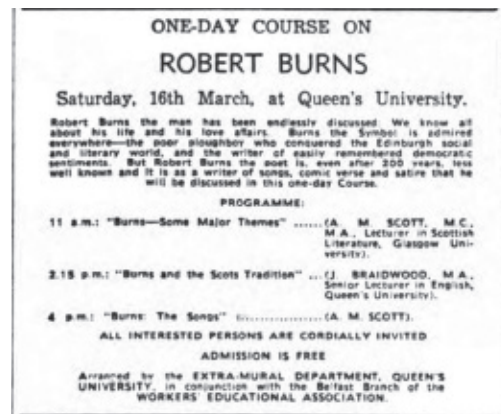 ONE-DAY COURSE ON
ROBERT BURNS
Saturday, 16th March, at Queen's University.
Robert Burns the man has been endlessly discussed: We know all
about his life and his love affairs. Burns the Symbol is admired
everywhere—the poor ploughboy who conquered the Edinburgh social
and literary world, and the writer of easily remembered democratic
sentiments. But Robert Burns the poet is, even after 200 years, less
well known and it is as a writer of songs, comic verse and satire that he
will be discussed in this one-day Course.
PROGRAMME:
11 a.m.: "Burns—Some Major Themes" ......(A. M. SCOTT, M.C.,
M.A., Lecturer in Scottish
Literature, Glasgow Uni-
versity).
2.15 p.m.: "Burns and the Scots Tradition" ...(J. BRAIDWOOD, M.A.,
Senior Lecturer in English,
Queen's University).
4 p.m.: "Burns: The Songs" ................(A. M. SCOTT).
ALL INTERESTED PERSONS ARE CORDIALLY INVITED
ADMISSION IS FREE
Arranged by the EXTRA-MURAL DEPARTMENT, QUEEN'S
UNIVERSITY, in conjunction with the Belfast Branch of the
WORKERS' EDUCATIONAL ASSOCIATION.